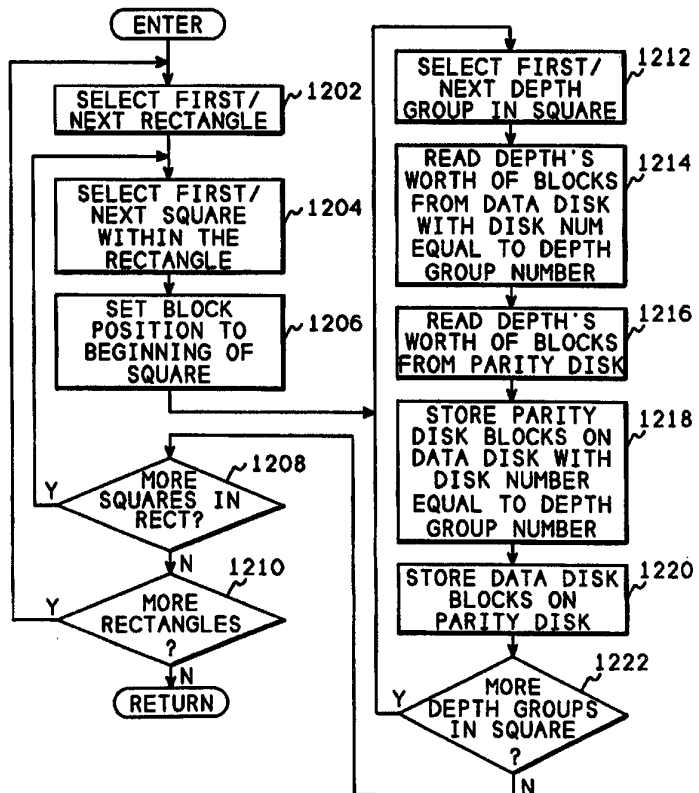 ENTER
SELECT FIRST/
NEXT RECTANGLE
1202
SELECT FIRST/
NEXT SQUARE
WITHIN THE
RECTANGLE
1204
SET BLOCK
POSITION TO
BEGINNING OF
SQUARE
1206
MORE
SQUARES IN
RECT?
1208
Y
N
MORE
RECTANGLES
?
1210
Y
N
RETURN
SELECT FIRST/
NEXT DEPTH
GROUP IN SQUARE
1212
READ DEPTH'S
WORTH OF BLOCKS
FROM DATA DISK
WITH DISK NUM
EQUAL TO DEPTH
GROUP NUMBER
1214
READ DEPTH'S
WORTH OF BLOCKS
FROM PARITY DISK
1216
STORE PARITY
DISK BLOCKS ON
DATA DISK WITH
DISK NUMBER
EQUAL TO DEPTH
GROUP NUMBER
1218
STORE DATA DISK
BLOCKS ON
PARITY DISK
1220
MORE
DEPTH GROUPS
IN SQUARE
?
1222
Y
N